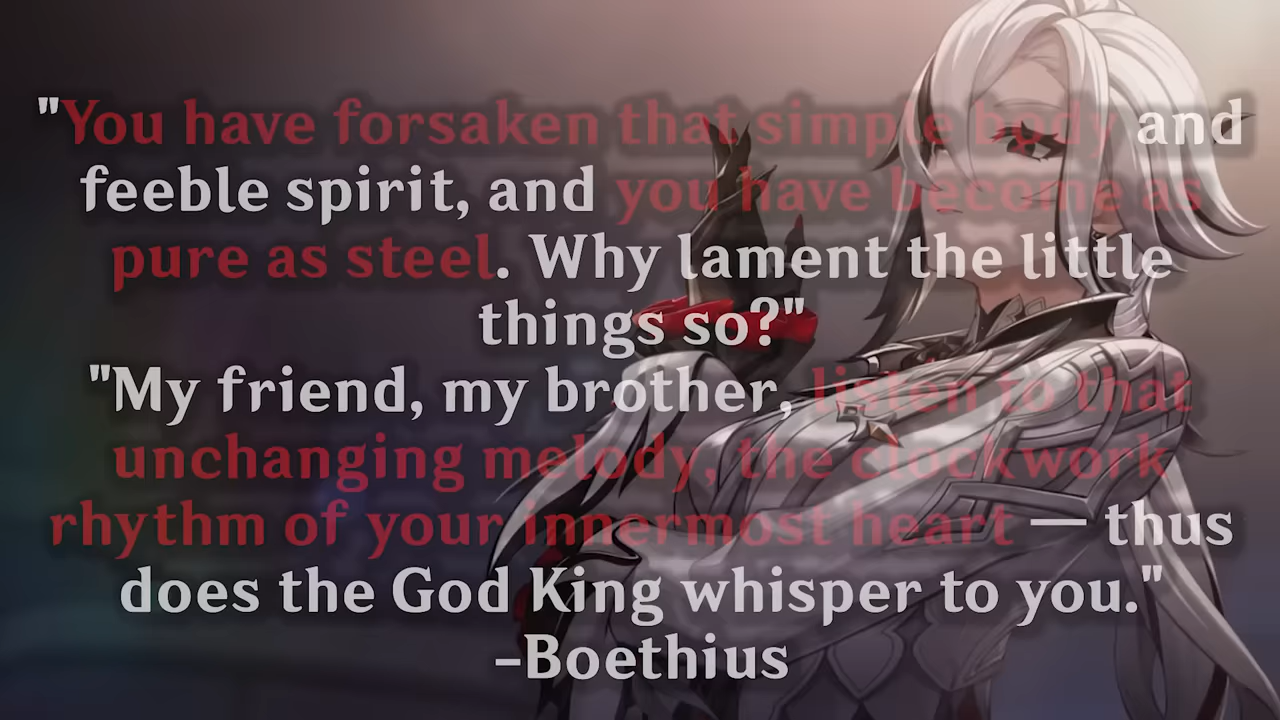 "You have forsaken that simple body and
feeble spirit, and you have become as
pure as steel. Why lament the little
things so?"
"My friend, my brother, listen to that
unchanging melody, the clockwork
rhythm of your innermost heart — thus
does the God King whisper to you."
–Boethius